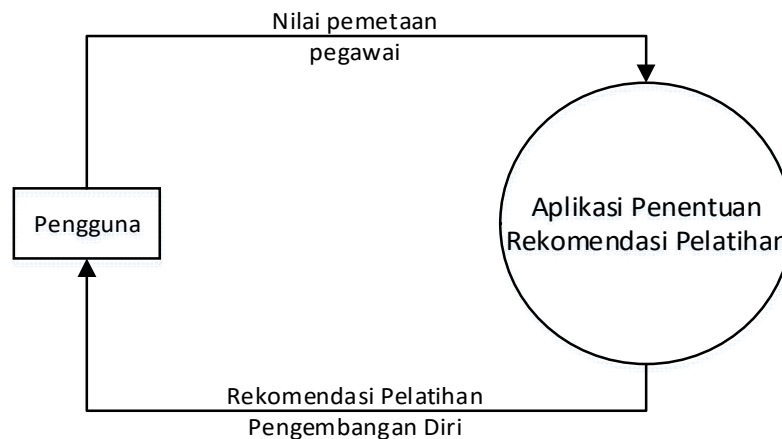 Nilai pemetaan
pegawai
Pengguna
Aplikasi Penentuan
Rekomendasi Pelatihan
Rekomendasi Pelatihan
Pengembangan Diri